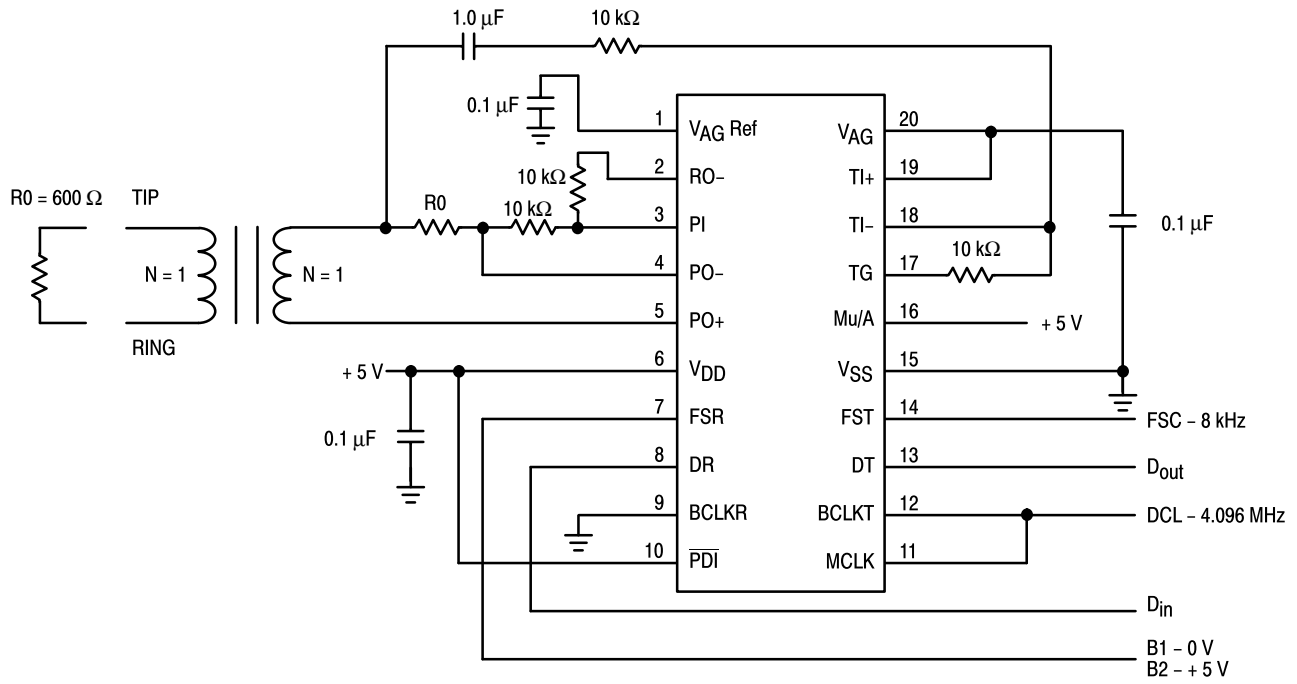 1.0 μF
10 kΩ
0.1 μF
1
VAG Ref
VAG
20
10 kΩ
2
RO–
TI+
19
R0 = 600 Ω
TIP
R0
10 kΩ
3
PI
TI–
18
0.1 μF
N = 1
N = 1
4
PO–
TG
17
10 kΩ
5
PO+
Mu/A
16
+ 5 V
RING
+ 5 V
6
VDD
VSS
15
7
FSR
FST
14
FSC – 8 kHz
0.1 μF
8
DR
DT
13
Dout
9
BCLKR
BCLKT
12
DCL – 4.096 MHz
10
PDI
MCLK
11
Din
B1 – 0 V
B2 – + 5 V